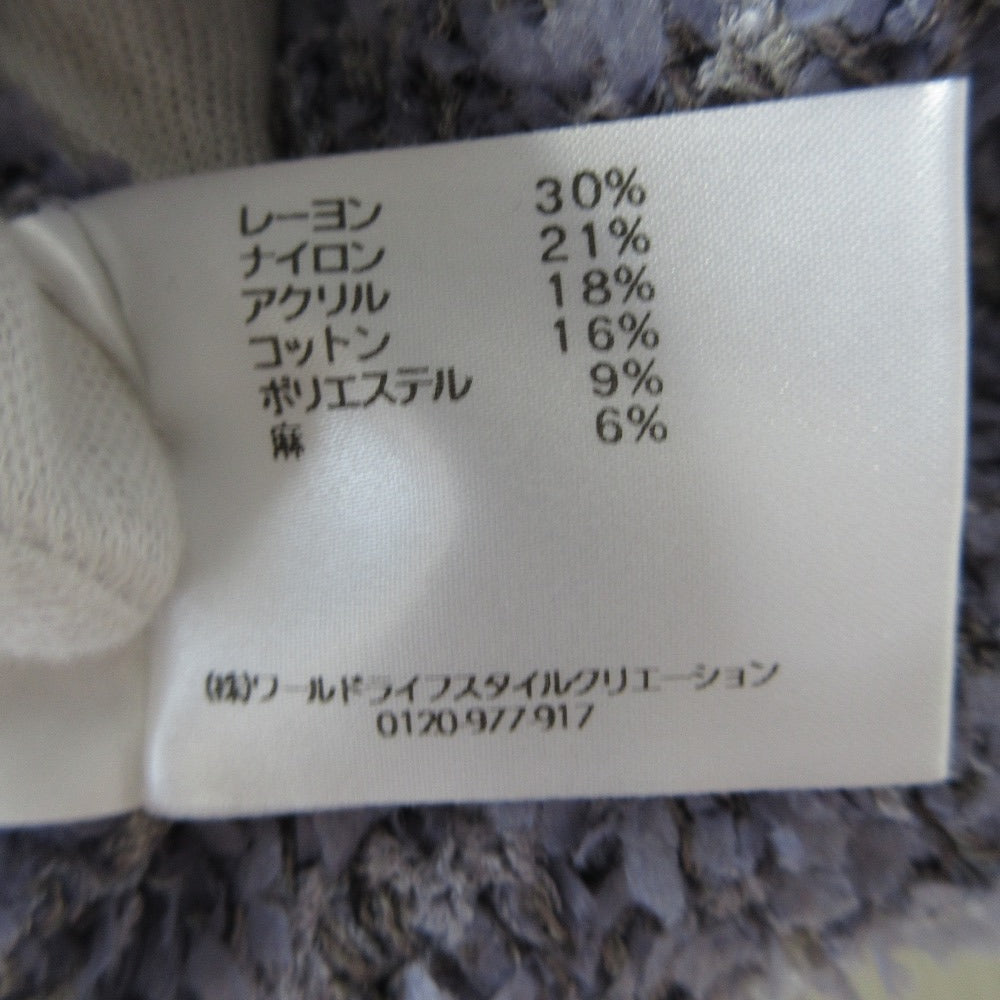 レーヨン 30%
ナイロン 21%
アクリル 18%
コットン 16%
ポリエステル 9%
麻 6%
(株)ワールドライフスタイルクリエーション
0120-977-917